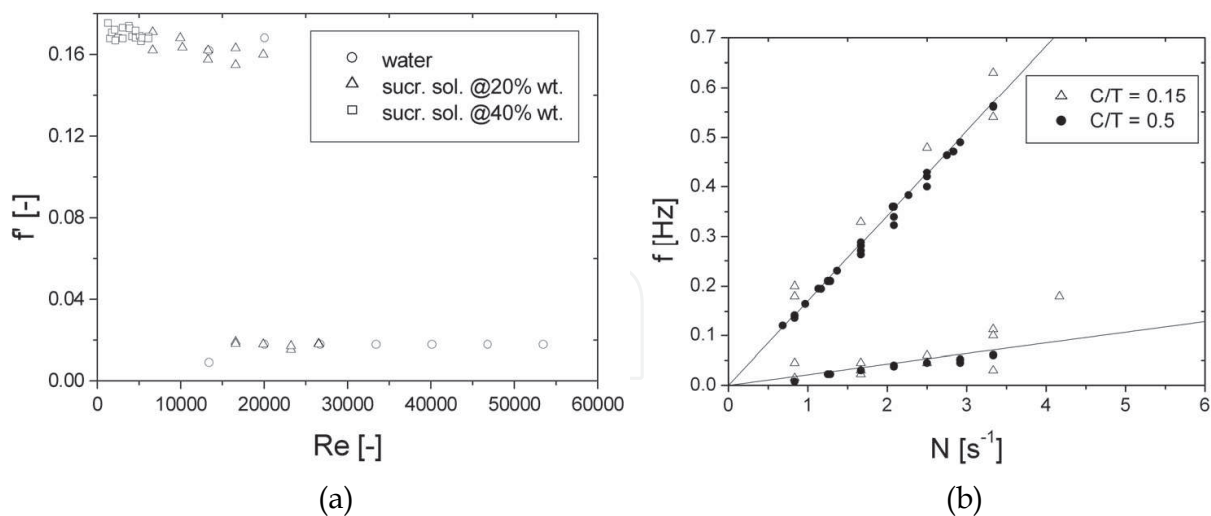 0.16
0.12
0.08
0.04
0.00
f' [-]
water
sucr. sol. @20% wt.
sucr. sol. @40% wt.
0 10000 20000 30000 40000 50000 60000
Re [-]
(a)
0.7
0.6
0.5
0.4
0.3
0.2
0.1
0.0
f [Hz]
C/T = 0.15
C/T = 0.5
0 1 2 3 4 5 6
N [s⁻¹]
(b)